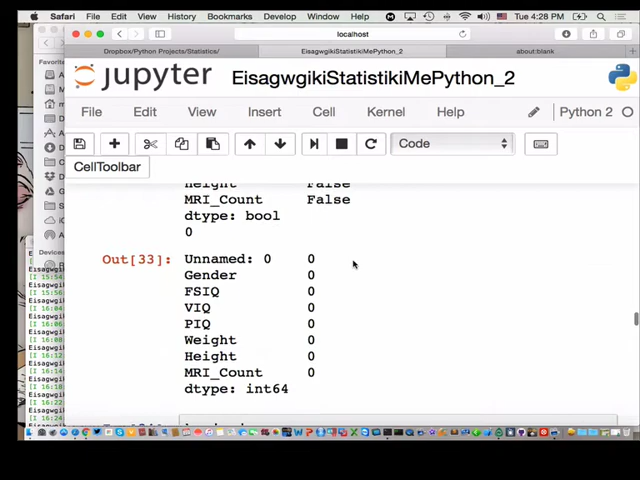 Safari File Edit View History Bookmarks Develop Window Help Tue 4:28 PM
localhost
Dropbox/Python Projects/Statistics/ EisagwgikiStatistikiMePython_2 about:blank
Favorite
jupyter EisagwgikiStatistikiMePython_2
File Edit View Insert Cell Kernel Help Python 2
Code
CellToolbar
Height False
MRI_Count False
dtype: bool
0
Out[33]: Unnamed: 0 0
Gender 0
FSIQ 0
VIQ 0
PIQ 0
Weight 0
Height 0
MRI_Count 0
dtype: int64
Devices